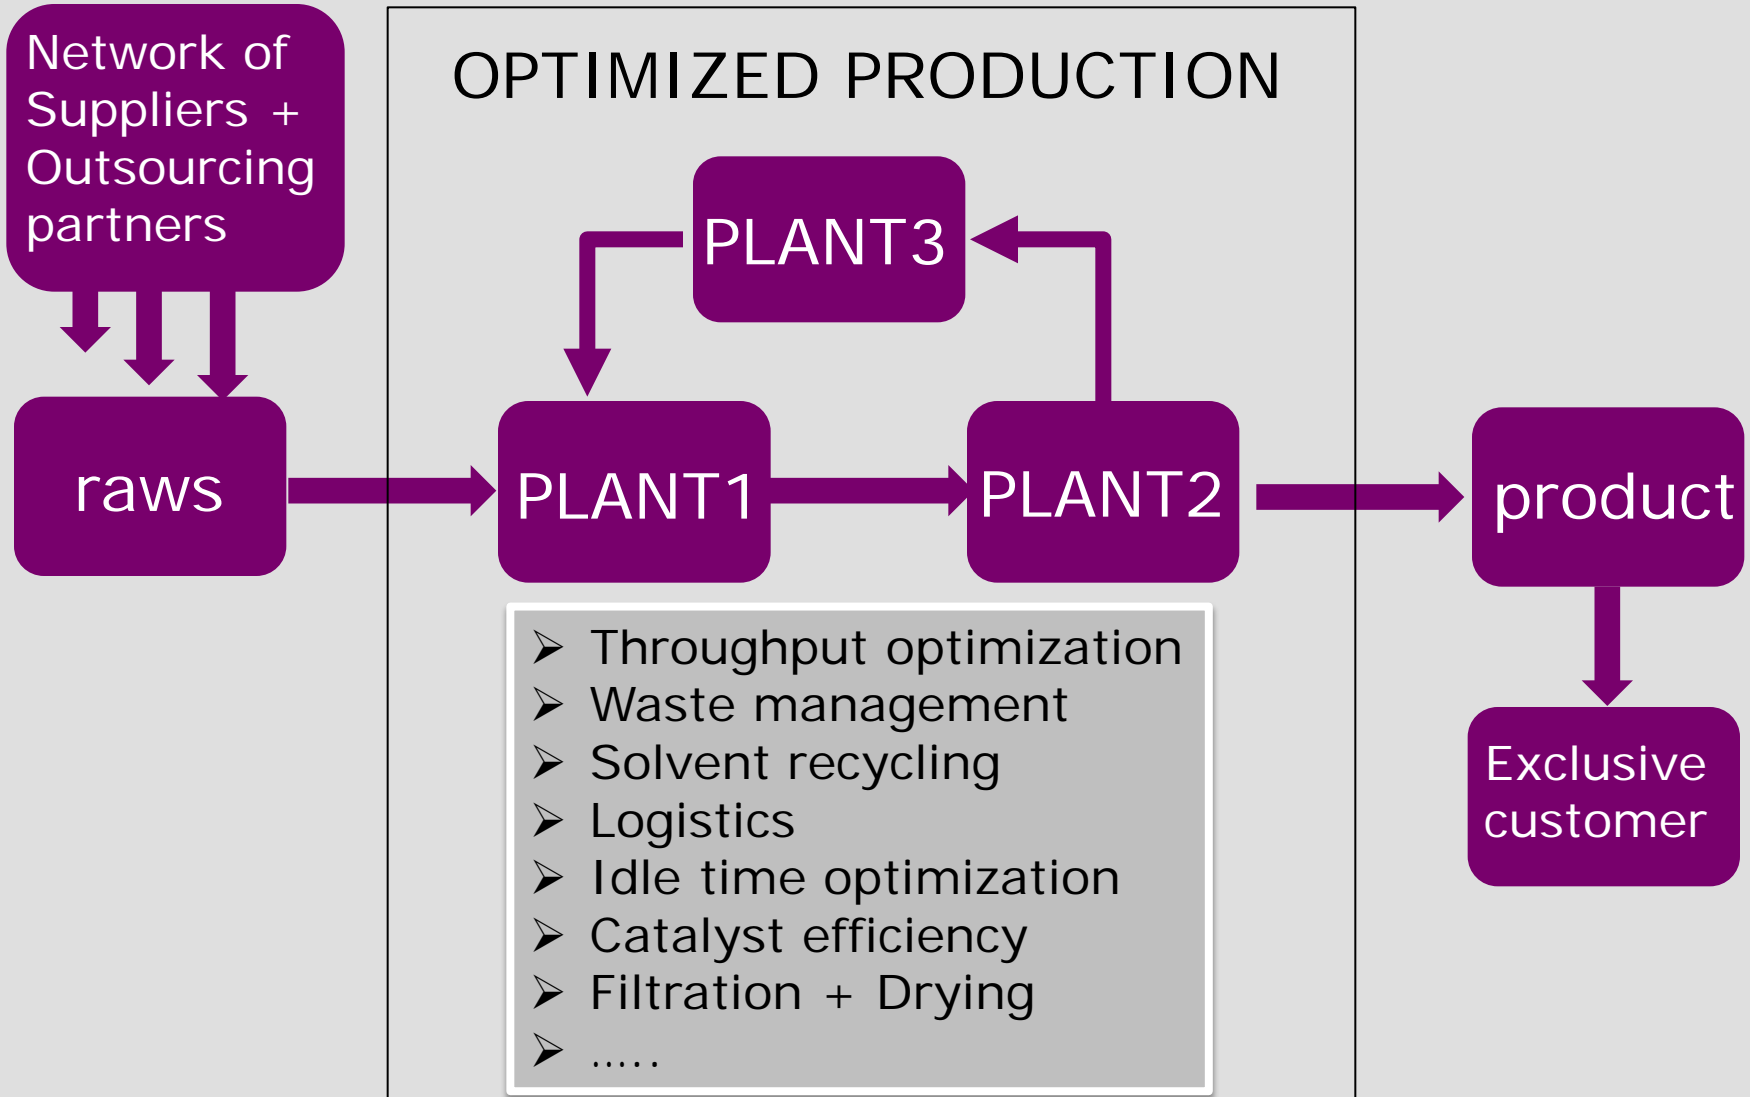 Network of
Suppliers +
Outsourcing
partners
OPTIMIZED PRODUCTION
PLANT3
raws
PLANT1
PLANT2
product
➢ Throughput optimization
➢ Waste management
➢ Solvent recycling
➢ Logistics
➢ Idle time optimization
➢ Catalyst efficiency
➢ Filtration + Drying
➢ .....
Exclusive
customer